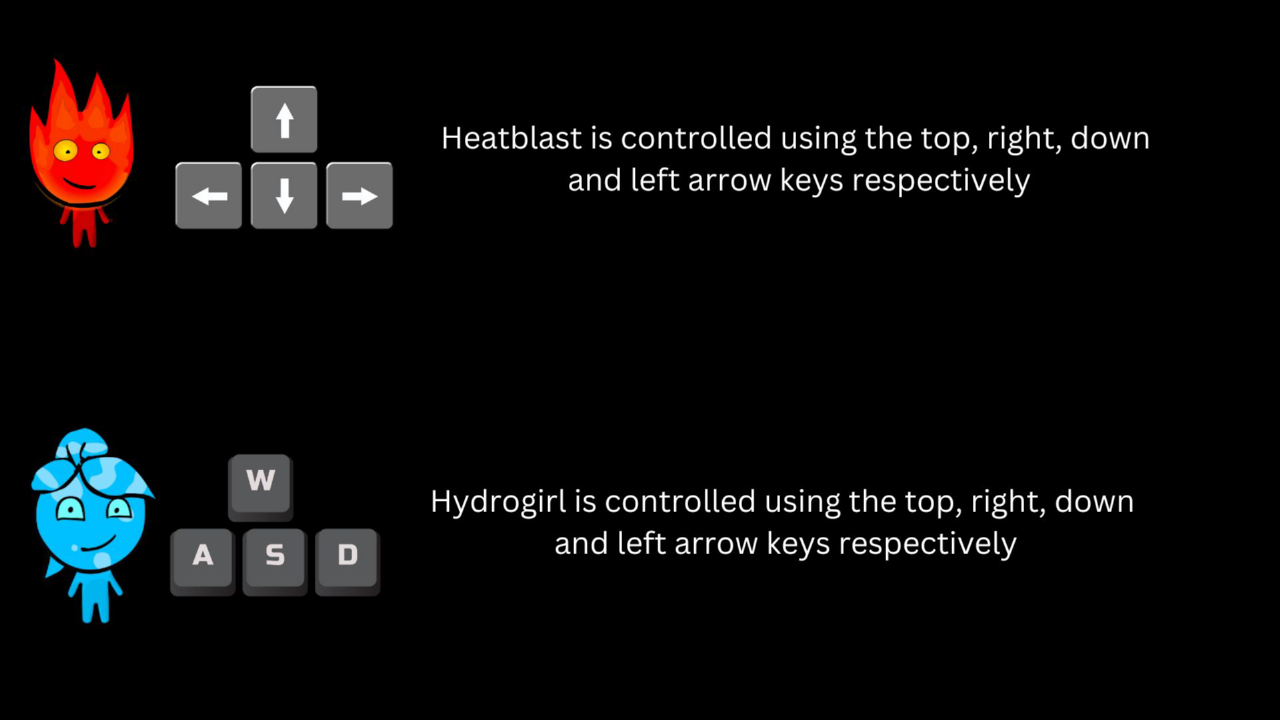 Heatblast is controlled using the top, right, down
and left arrow keys respectively
W
A S D
Hydrogirl is controlled using the top, right, down
and left arrow keys respectively